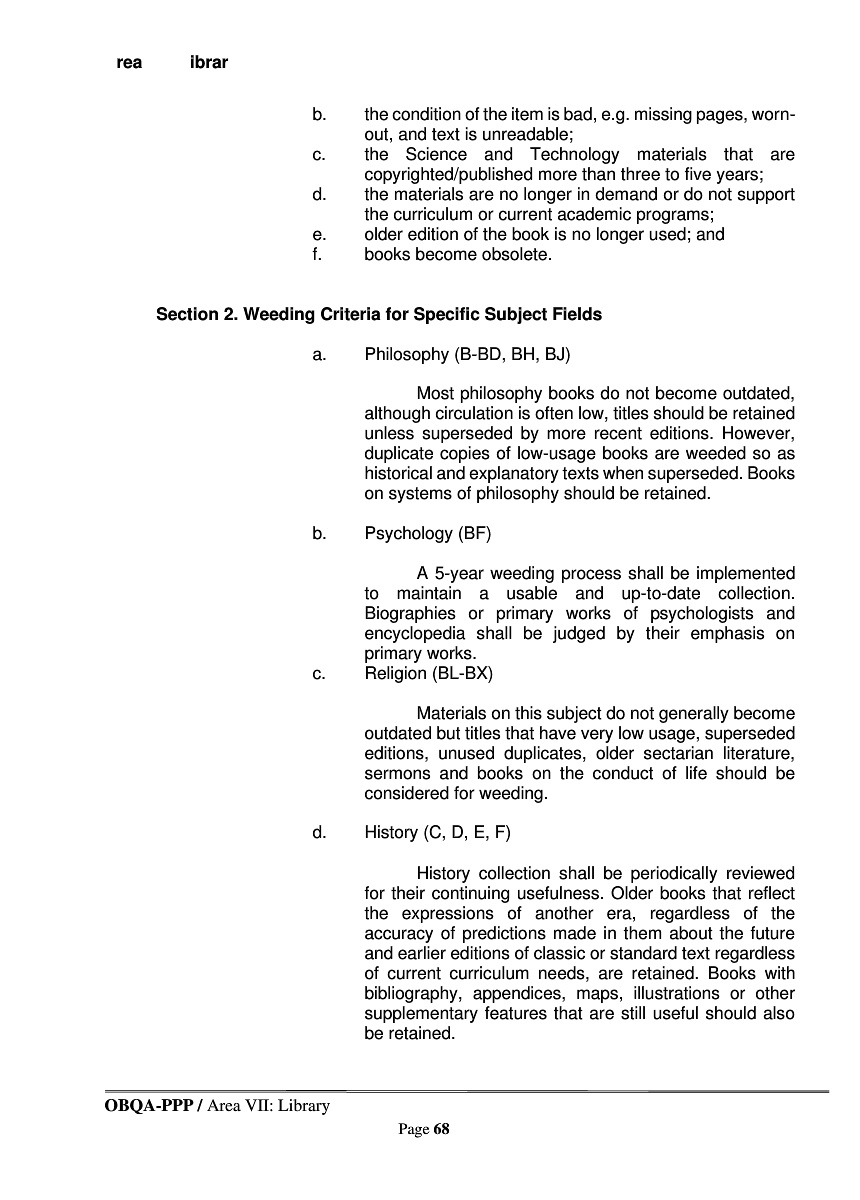 rea ibrar
b. the condition of the item is bad, e.g. missing pages, worn-
out, and text is unreadable;
c. the Science and Technology materials that are
copyrighted/published more than three to five years;
d. the materials are no longer in demand or do not support
the curriculum or current academic programs;
e. older edition of the book is no longer used; and
f. books become obsolete.
Section 2. Weeding Criteria for Specific Subject Fields
a. Philosophy (B-BD, BH, BJ)
Most philosophy books do not become outdated,
although circulation is often low, titles should be retained
unless superseded by more recent editions. However,
duplicate copies of low-usage books are weeded so as
historical and explanatory texts when superseded. Books
on systems of philosophy should be retained.
b. Psychology (BF)
A 5-year weeding process shall be implemented
to maintain a usable and up-to-date collection.
Biographies or primary works of psychologists and
encyclopedia shall be judged by their emphasis on
primary works.
c. Religion (BL-BX)
Materials on this subject do not generally become
outdated but titles that have very low usage, superseded
editions, unused duplicates, older sectarian literature,
sermons and books on the conduct of life should be
considered for weeding.
d. History (C, D, E, F)
History collection shall be periodically reviewed
for their continuing usefulness. Older books that reflect
the expressions of another era, regardless of the
accuracy of predictions made in them about the future
and earlier editions of classic or standard text regardless
of current curriculum needs, are retained. Books with
bibliography, appendices, maps, illustrations or other
supplementary features that are still useful should also
be retained.
OBQA-PPP / Area VII: Library
Page 68